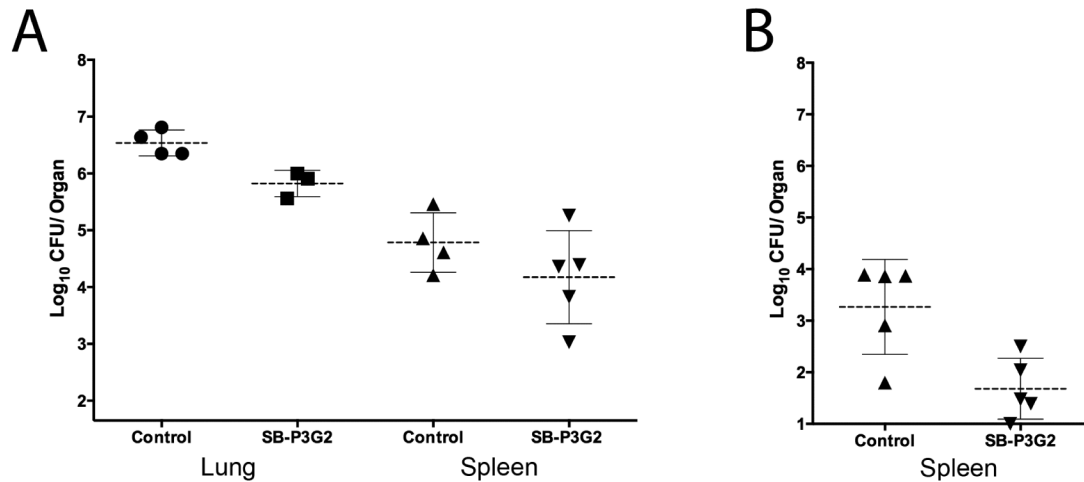 A
Log10 CFU/ Organ
8
7
6
5
4
3
2
Control SB-P3G2 Control SB-P3G2
Lung Spleen
B
Log10 CFU/ Organ
8
7
6
5
4
3
2
1
Control SB-P3G2
Spleen